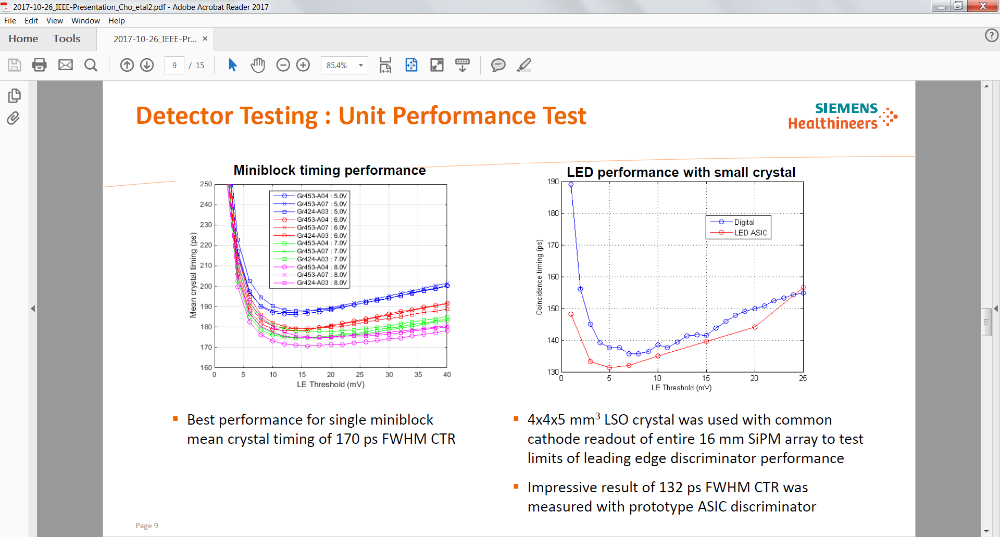 2017-10-26_IEEE-Presentation_Cho_etal2.pdf - Adobe Acrobat Reader 2017
File Edit View Window Help
Home Tools 2017-10-26_IEEE-Pr... ×
9 / 15 85.4%
Detector Testing : Unit Performance Test
SIEMENS
Healthineers
Miniblock timing performance
250
240
230
220
210
200
190
180
170
160
Mean crystal timing (ps)
Gr453-A04 : 5.0V
Gr453-A07 : 5.0V
Gr424-A03 : 5.0V
Gr453-A04 : 6.0V
Gr453-A07 : 6.0V
Gr424-A03 : 6.0V
Gr453-A04 : 7.0V
Gr453-A07 : 7.0V
Gr424-A03 : 7.0V
Gr453-A04 : 8.0V
Gr453-A07 : 8.0V
Gr424-A03 : 8.0V
0 5 10 15 20 25 30 35 40
LE Threshold (mV)
LED performance with small crystal
190
180
170
160
150
140
130
Coincidence timing (ps)
Digital
LED ASIC
0 5 10 15 20 25
LE Threshold (mV)
Best performance for single miniblock
mean crystal timing of 170 ps FWHM CTR
4x4x5 mm³ LSO crystal was used with common
cathode readout of entire 16 mm SiPM array to test
limits of leading edge discriminator performance
Impressive result of 132 ps FWHM CTR was
measured with prototype ASIC discriminator
Page 9